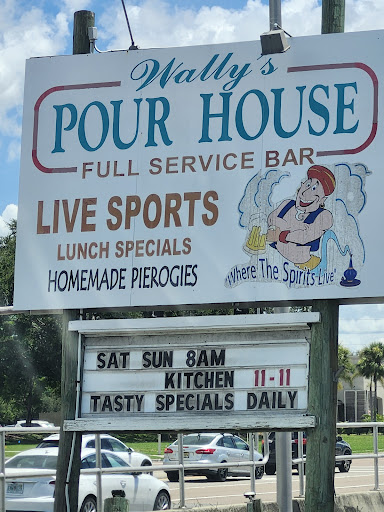 Wally's
POUR HOUSE
FULL SERVICE BAR
LIVE SPORTS
LUNCH SPECIALS
HOMEMADE PIEROGIES
"Where The Spirits Live"
SAT SUN 8AM
KITCHEN 11-11
TASTY SPECIALS DAILY